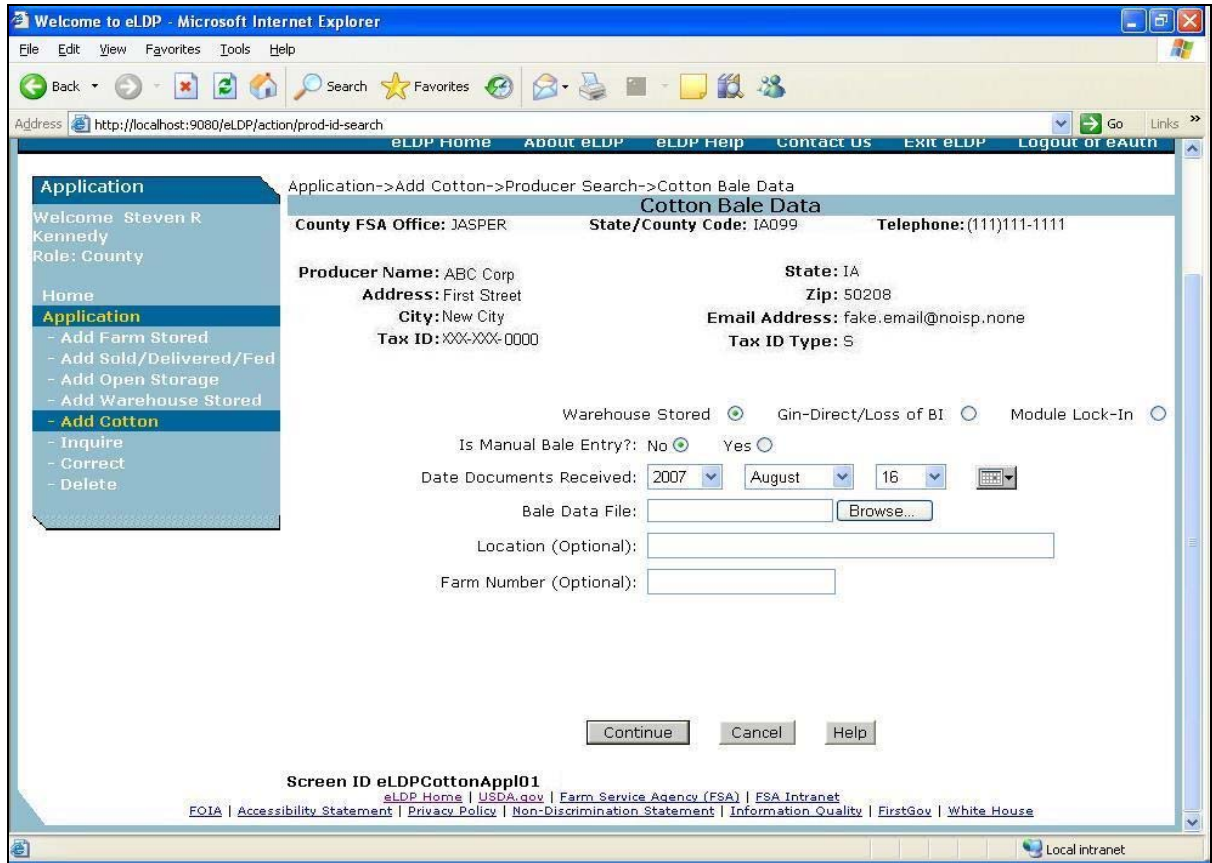 Welcome to eLDP - Microsoft Internet Explorer
File Edit View Favorites Tools Help
Back Search Favorites
Address http://localhost:9080/eLDP/action/prod-id-search Go Links »
eLDP Home About eLDP eLDP Help Contact Us Exit eLDP Logout of eAuth
Application
Welcome Steven R
Kennedy
Role: County
Home
Application
- Add Farm Stored
- Add Sold/Delivered/Fed
- Add Open Storage
- Add Warehouse Stored
- Add Cotton
- Inquire
- Correct
- Delete
Application->Add Cotton->Producer Search->Cotton Bale Data
Cotton Bale Data
County FSA Office: JASPER State/County Code: IA099 Telephone: (111)111-1111
Producer Name: ABC Corp State: IA
Address: First Street Zip: 50208
City: New City Email Address: fake.email@noisp.none
Tax ID: XXX-XXX-0000 Tax ID Type: S
Warehouse Stored Gin-Direct/Loss of BI Module Lock-In
Is Manual Bale Entry?: No Yes
Date Documents Received: 2007 August 16
Bale Data File: Browse...
Location (Optional):
Farm Number (Optional):
Continue Cancel Help
Screen ID eLDPCottonAppl01
eLDP Home | USDA.gov | Farm Service Agency (FSA) | FSA Intranet
FOIA | Accessibility Statement | Privacy Policy | Non-Discrimination Statement | Information Quality | FirstGov | White House
Local intranet